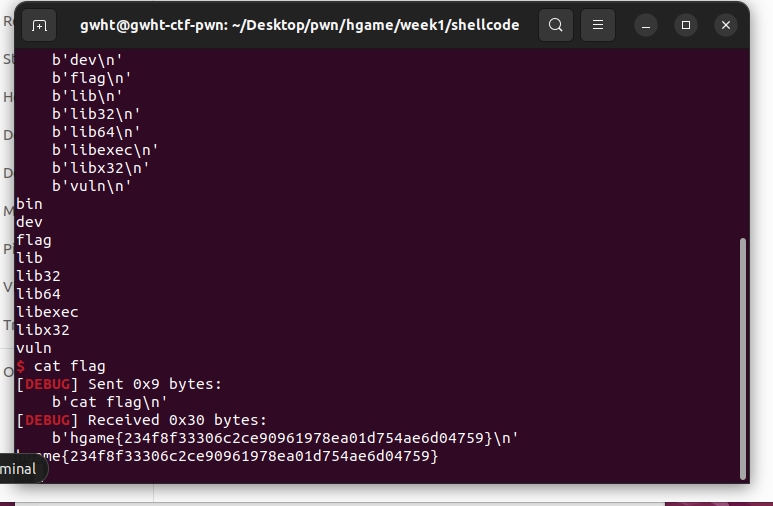 gwht@gwht-ctf-pwn: ~/Desktop/pwn/hgame/week1/shellcode
b'dev\n'
b'flag\n'
b'lib\n'
b'lib32\n'
b'lib64\n'
b'libexec\n'
b'libx32\n'
b'vuln\n'
bin
dev
flag
lib
lib32
lib64
libexec
libx32
vuln
$ cat flag
[DEBUG] Sent 0x9 bytes:
b'cat flag\n'
[DEBUG] Received 0x30 bytes:
b'hgame{234f8f33306c2ce90961978ea01d754ae6d04759}\n'
me{234f8f33306c2ce90961978ea01d754ae6d04759}
minal